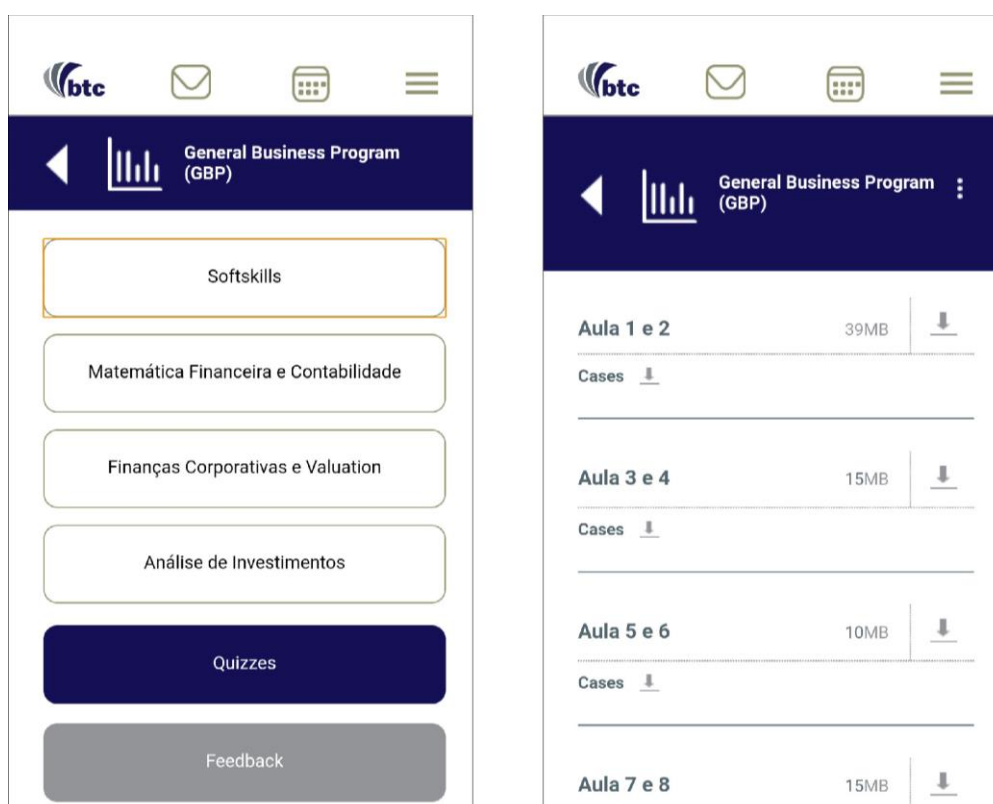 btc
General Business Program
(GBP)
Softskills
Matemática Financeira e Contabilidade
Finanças Corporativas e Valuation
Análise de Investimentos
Quizzes
Feedback
btc
General Business Program
(GBP)
Aula 1 e 2 39MB
Cases
Aula 3 e 4 15MB
Cases
Aula 5 e 6 10MB
Cases
Aula 7 e 8 15MB